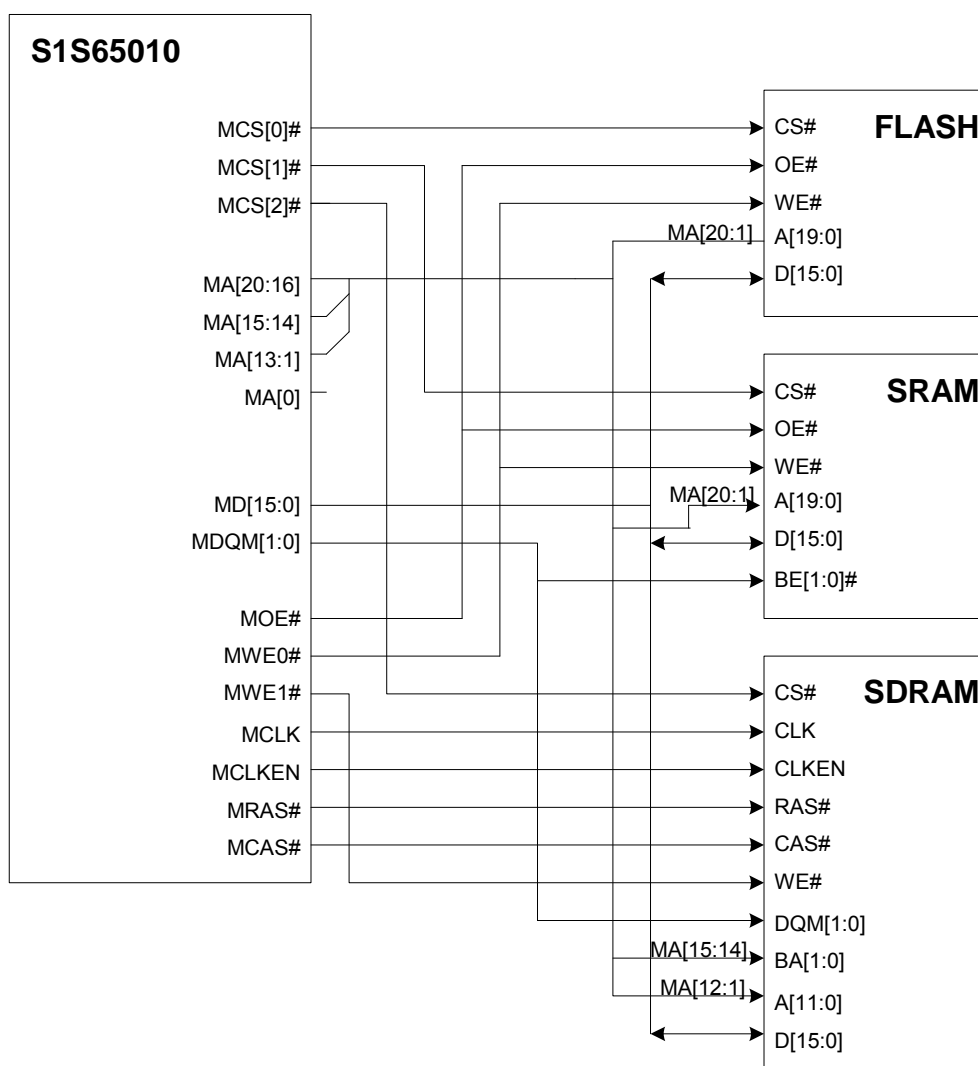 S1S65010
MCS[0]#
MCS[1]#
MCS[2]#
MA[20:16]
MA[15:14]
MA[13:1]
MA[0]
MD[15:0]
MDQM[1:0]
MOE#
MWE0#
MWE1#
MCLK
MCLKEN
MRAS#
MCAS#
FLASH
CS#
OE#
WE#
MA[20:1] A[19:0]
D[15:0]
SRAM
CS#
OE#
WE#
MA[20:1] A[19:0]
D[15:0]
BE[1:0]#
SDRAM
CS#
CLK
CLKEN
RAS#
CAS#
WE#
DQM[1:0]
MA[15:14] BA[1:0]
MA[12:1] A[11:0]
D[15:0]